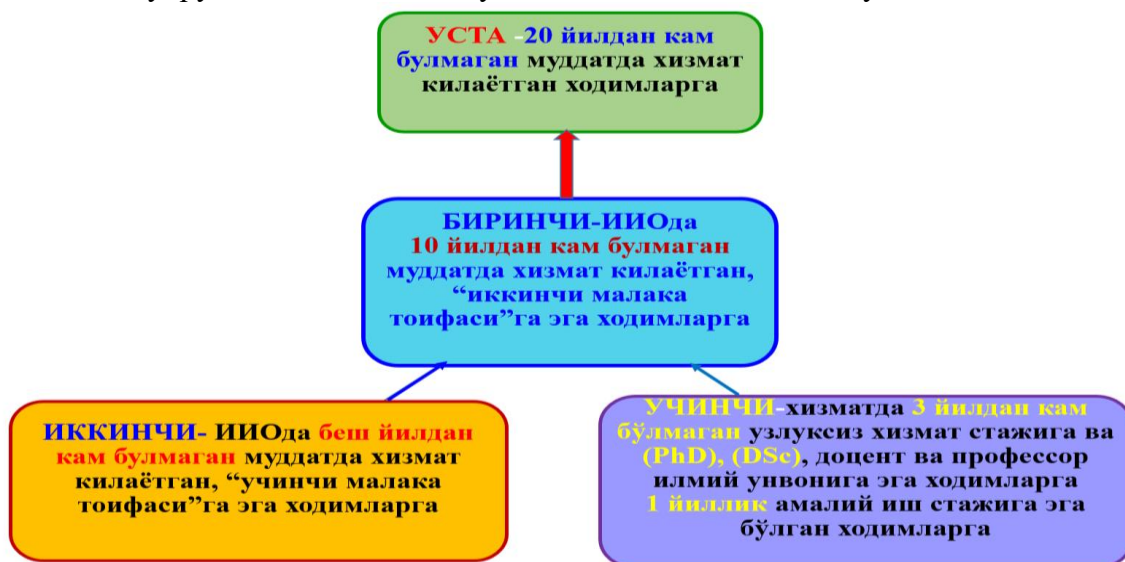 УСТА -20 йилдан кам
булмаган муддатда хизмат
килаётган ходимларга
БИРИНЧИ-ИИОда
10 йилдан кам булмаган
муддатда хизмат килаётган,
“иккинчи малака
тоифаси”га эга ходимларга
ИККИНЧИ- ИИОда беш йилдан
кам булмаган муддатда хизмат
килаётган, “учинчи малака
тоифаси”га эга ходимларга
УЧИНЧИ-хизматда 3 йилдан кам
бўлмаган узлуксиз хизмат стажига ва
(PhD), (DSc), доцент ва профессор
илмий унвонига эга ходимларга
1 йиллик амалий иш стажига эга
бўлган ходимларга